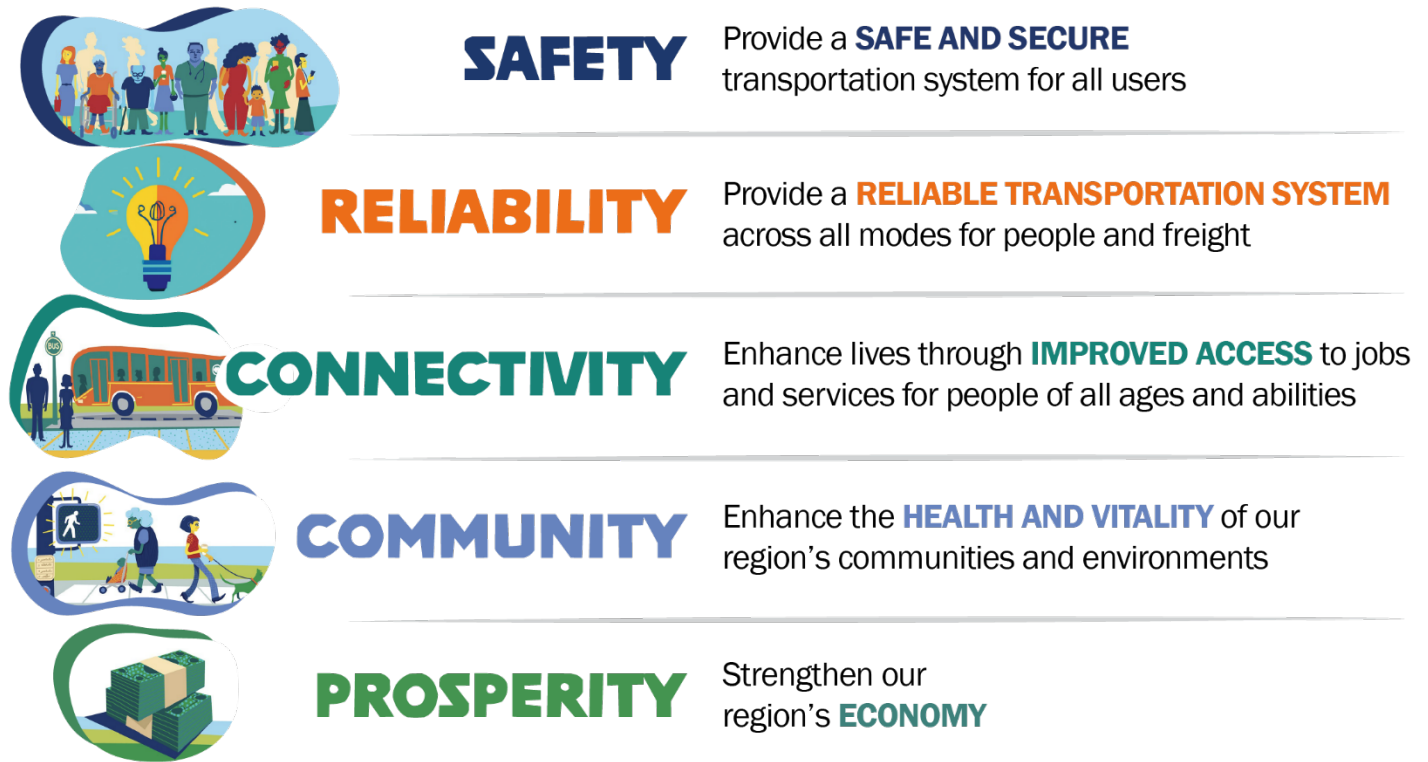 SAFETY
Provide a SAFE AND SECURE
transportation system for all users
RELIABILITY
Provide a RELIABLE TRANSPORTATION SYSTEM
across all modes for people and freight
BUS
CONNECTIVITY
Enhance lives through IMPROVED ACCESS to jobs
and services for people of all ages and abilities
COMMUNITY
Enhance the HEALTH AND VITALITY of our
region's communities and environments
PROSPERITY
Strengthen our
region's ECONOMY